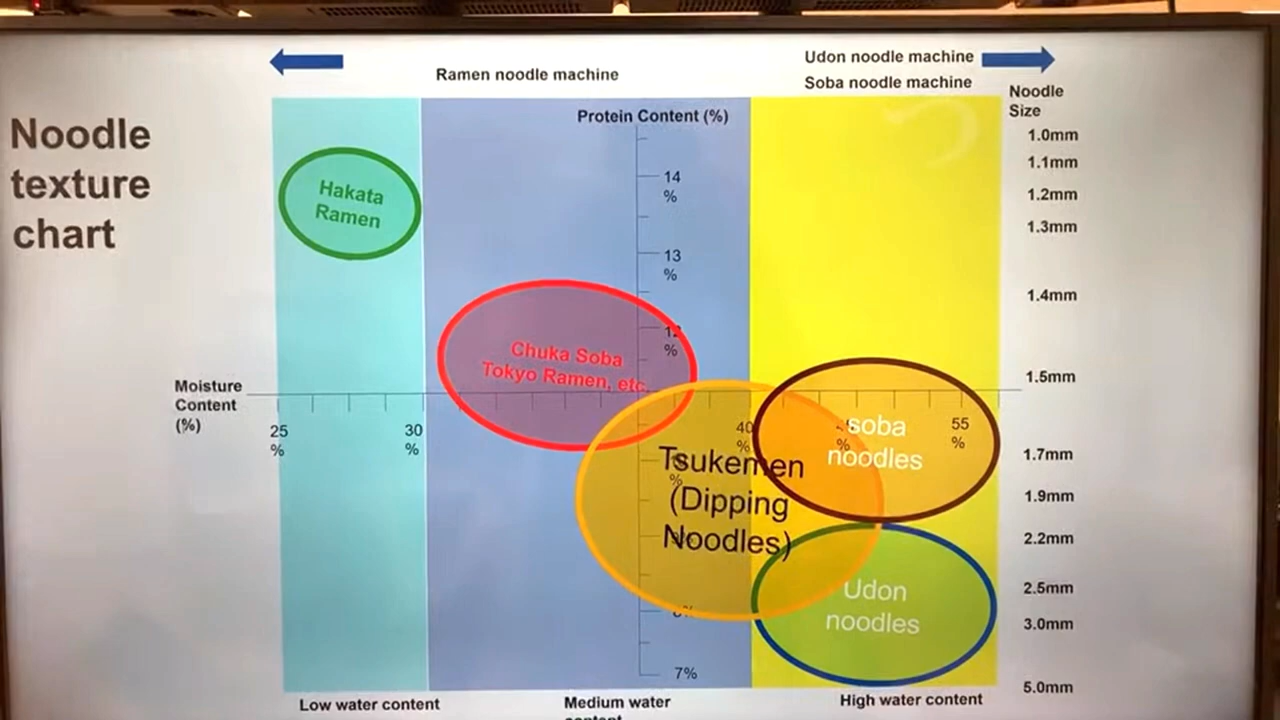 Udon noodle machine
Ramen noodle machine
Soba noodle machine
Noodle
Size
Noodle
texture
chart
Protein Content (%)
1.0mm
1.1mm
14
%
1.2mm
Hakata
Ramen
1.3mm
13
%
1.4mm
%
Chuka Soba
Tokyo Ramen, etc.
1.5mm
Moisture
Content
(%)
25
%
30
%
40
%
%
55
%
soba
noodles
1.7mm
Tsukemen
(Dipping
Noodles)
%
1.9mm
2.2mm
2.5mm
Udon
noodles
3.0mm
7%
5.0mm
Low water content
Medium water
High water content